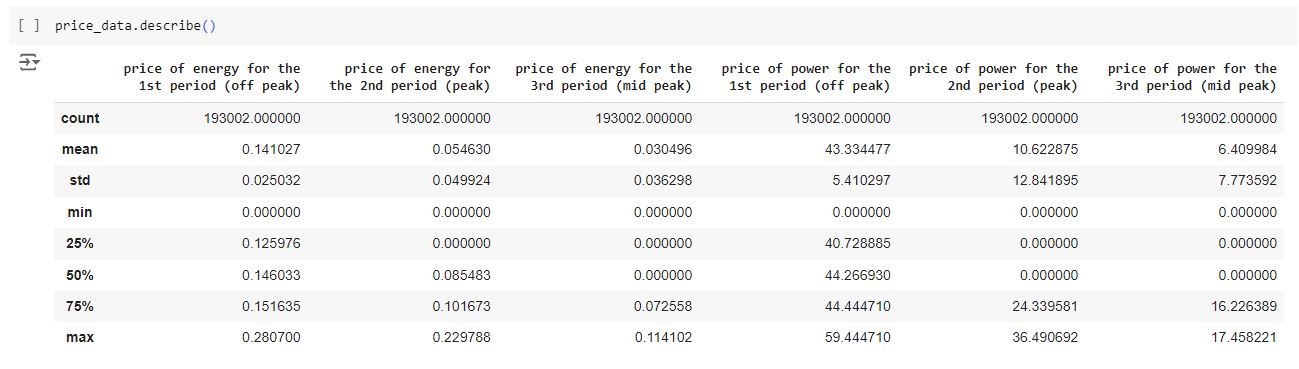 [ ] price_data.describe()
price of energy for the 1st period (off peak) price of energy for the 2nd period (peak) price of energy for the 3rd period (mid peak) price of power for the 1st period (off peak) price of power for the 2nd period (peak) price of power for the 3rd period (mid peak)
count 193002.000000 193002.000000 193002.000000 193002.000000 193002.000000 193002.000000
mean 0.141027 0.054630 0.030496 43.334477 10.622875 6.409984
std 0.025032 0.049924 0.036298 5.410297 12.841895 7.773592
min 0.000000 0.000000 0.000000 0.000000 0.000000 0.000000
25% 0.125976 0.000000 0.000000 40.728885 0.000000 0.000000
50% 0.146033 0.085483 0.000000 44.266930 0.000000 0.000000
75% 0.151635 0.101673 0.072558 44.444710 24.339581 16.226389
max 0.280700 0.229788 0.114102 59.444710 36.490692 17.458221